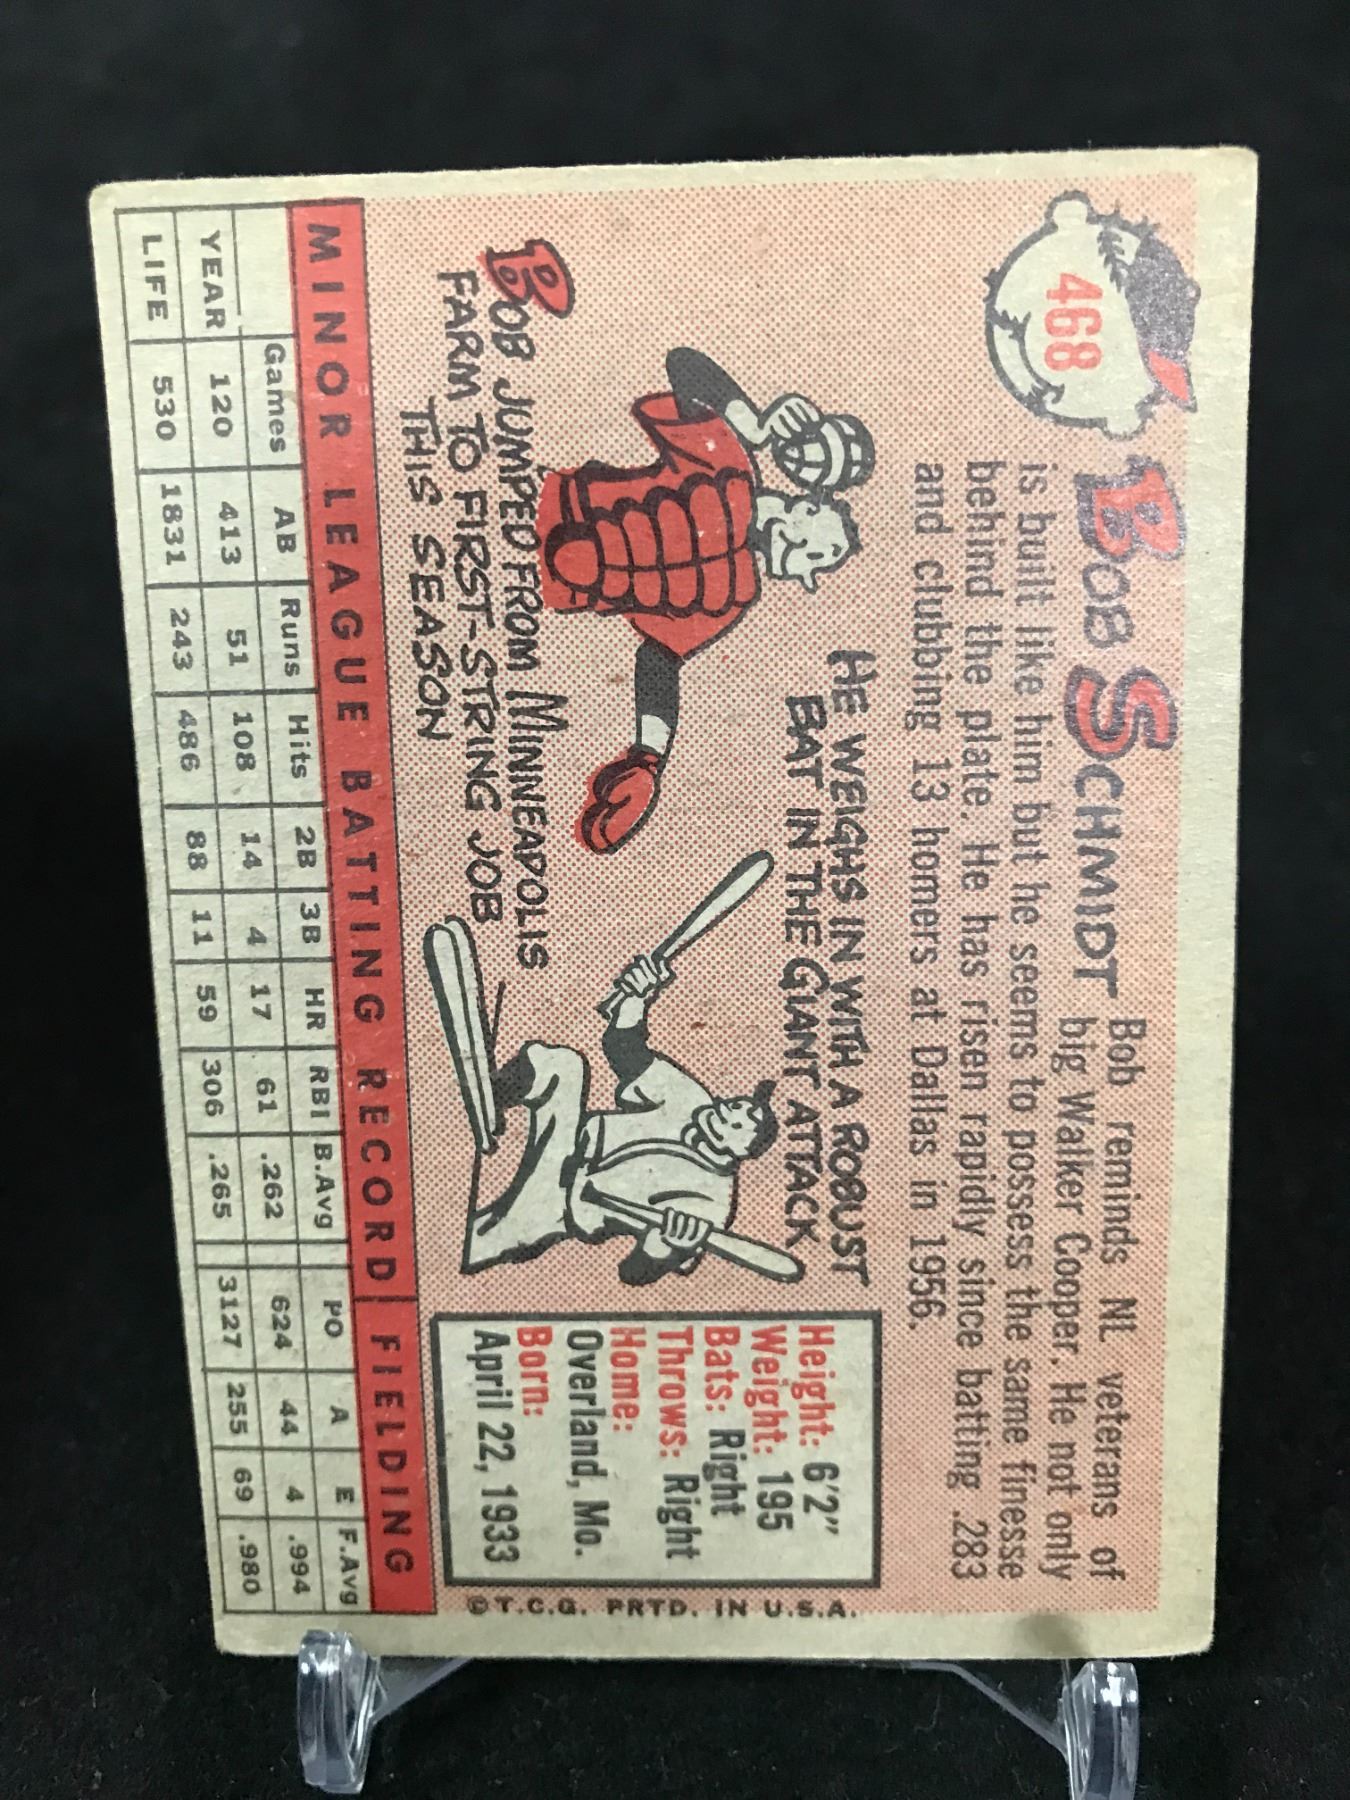 468
BOB SCHMIDT Bob reminds NL veterans of
big Walker Cooper. He not only
is built like him but he seems to possess the same finesse
behind the plate. He has risen rapidly since batting .283
and clubbing 13 homers at Dallas in 1956.
HE WEIGHS IN WITH A ROBUST
BAT IN THE GIANT ATTACK
BOB JUMPED FROM MINNEAPOLIS
FARM TO FIRST-STRING JOB
THIS SEASON
Height: 6'2"
Weight: 195
Bats: Right
Throws: Right
Home:
Overland, Mo.
Born:
April 22, 1933
© T.C.G. PRTD. IN U.S.A.
MINOR LEAGUE BATTING RECORD FIELDING
Games AB Runs Hits 2B 3B HR RBI B.Avg PO A E F.Avg
YEAR 120 413 51 108 14 4 17 61 .262 624 44 4 .994
LIFE 530 1831 243 486 88 11 59 306 .265 3127 255 69 .980